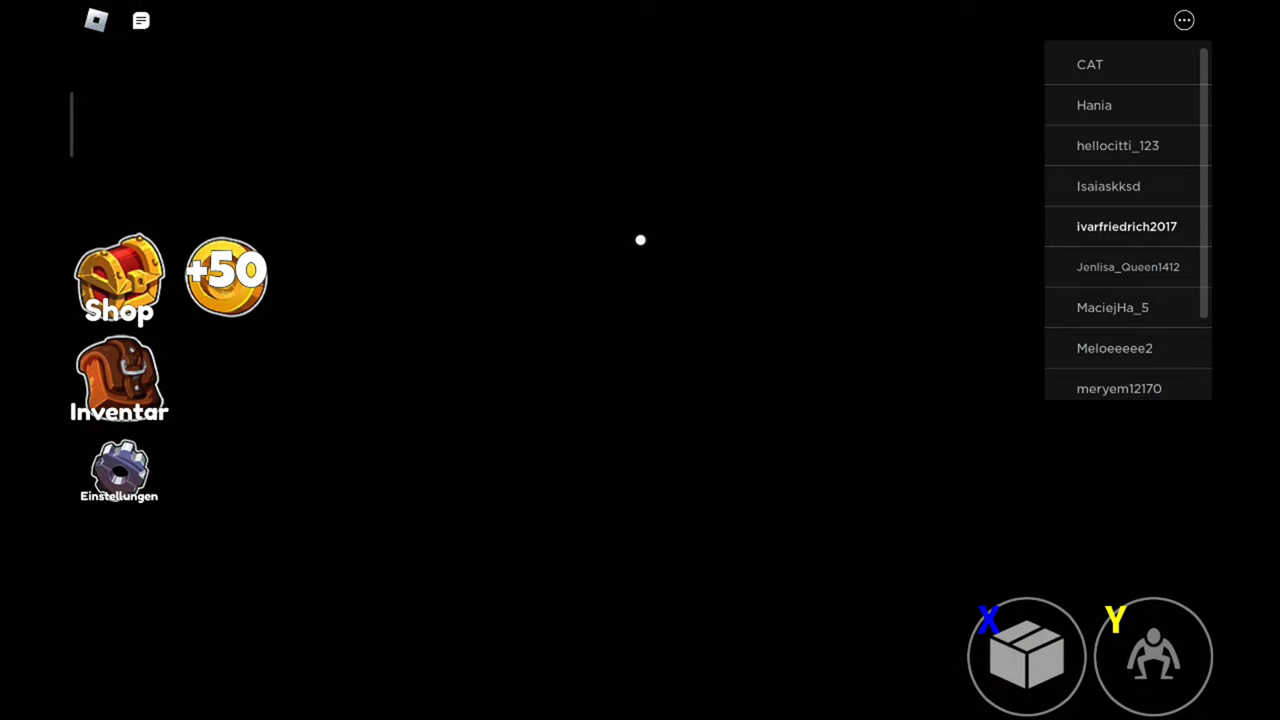 CAT
Hania
hellocitti_123
Isaiaskksd
ivarfriedrich2017
Jenlisa_Queen1412
MaciejHa_5
Meloeeeee2
meryem12170
+50
Shop
Inventar
Einstellungen
X
Y